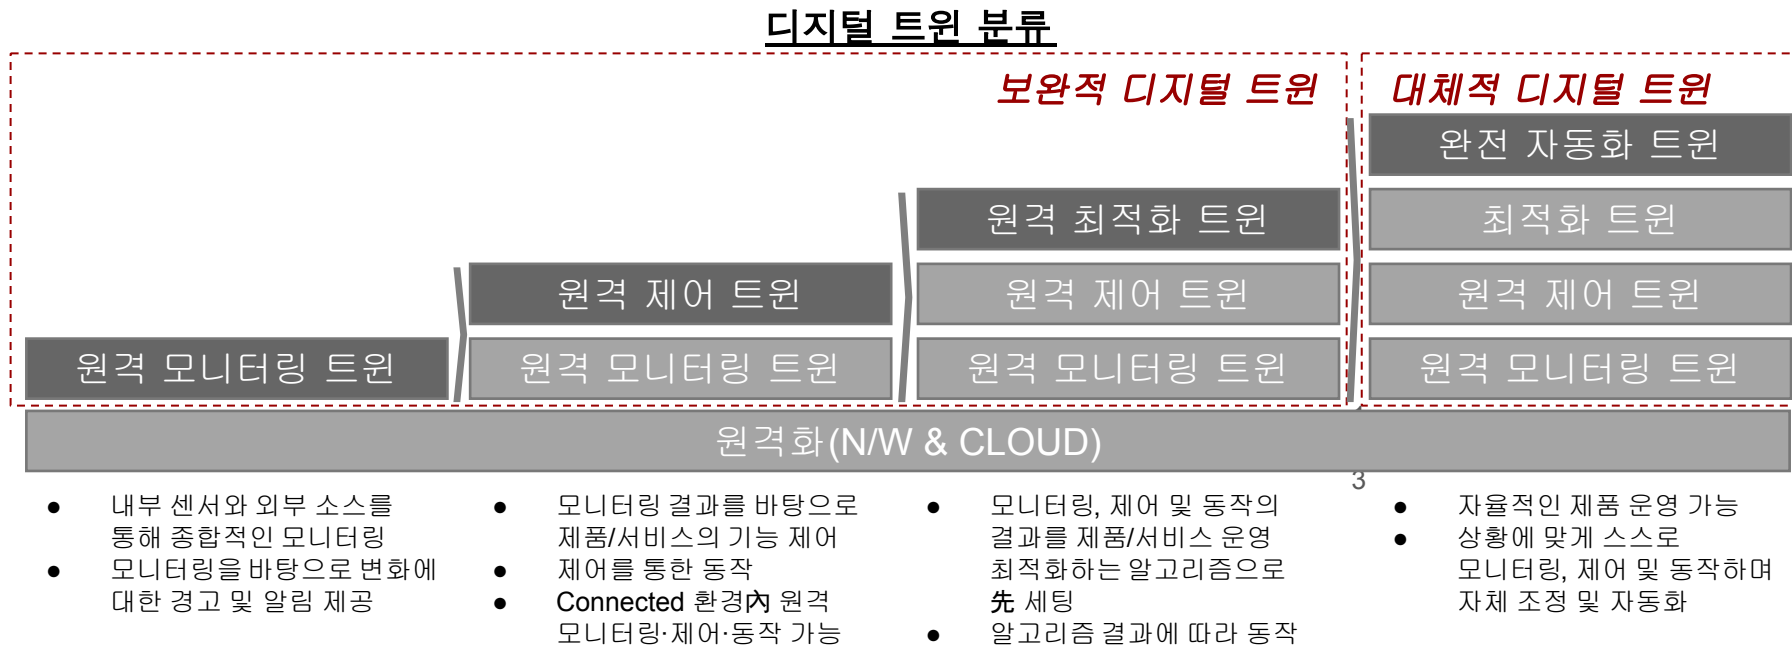 디지털 트윈 분류
보완적 디지털 트윈
대체적 디지털 트윈
완전 자동화 트윈
원격 최적화 트윈
최적화 트윈
원격 제어 트윈
원격 제어 트윈
원격 제어 트윈
원격 모니터링 트윈
원격 모니터링 트윈
원격 모니터링 트윈
원격 모니터링 트윈
원격화(N/W & CLOUD)
3
● 내부 센서와 외부 소스를
통해 종합적인 모니터링
● 모니터링을 바탕으로 변화에
대한 경고 및 알림 제공
● 모니터링 결과를 바탕으로
제품/서비스의 기능 제어
● 제어를 통한 동작
● Connected 환경內 원격
모니터링·제어·동작 가능
● 모니터링, 제어 및 동작의
결과를 제품/서비스 운영
최적화하는 알고리즘으로
先 세팅
● 알고리즘 결과에 따라 동작
● 자율적인 제품 운영 가능
● 상황에 맞게 스스로
모니터링, 제어 및 동작하며
자체 조정 및 자동화